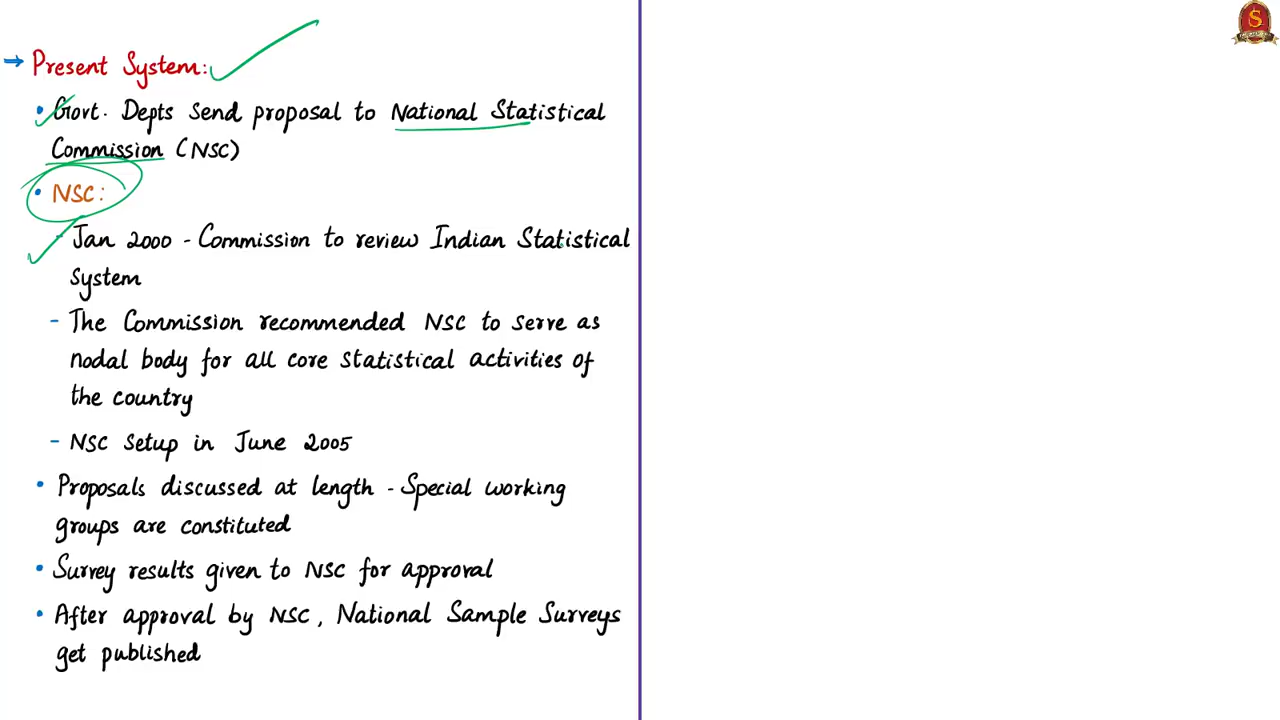 → Present System:
• Govt. Depts send proposal to National Statistical
Commission (NSC)
• NSC:
- Jan 2000 - Commission to review Indian Statistical
System
- The Commission recommended NSC to serve as
nodal body for all core statistical activities of
the country
- NSC setup in June 2005
• Proposals discussed at length - Special working
groups are constituted
• Survey results given to NSC for approval
• After approval by NSC, National Sample Surveys
get published